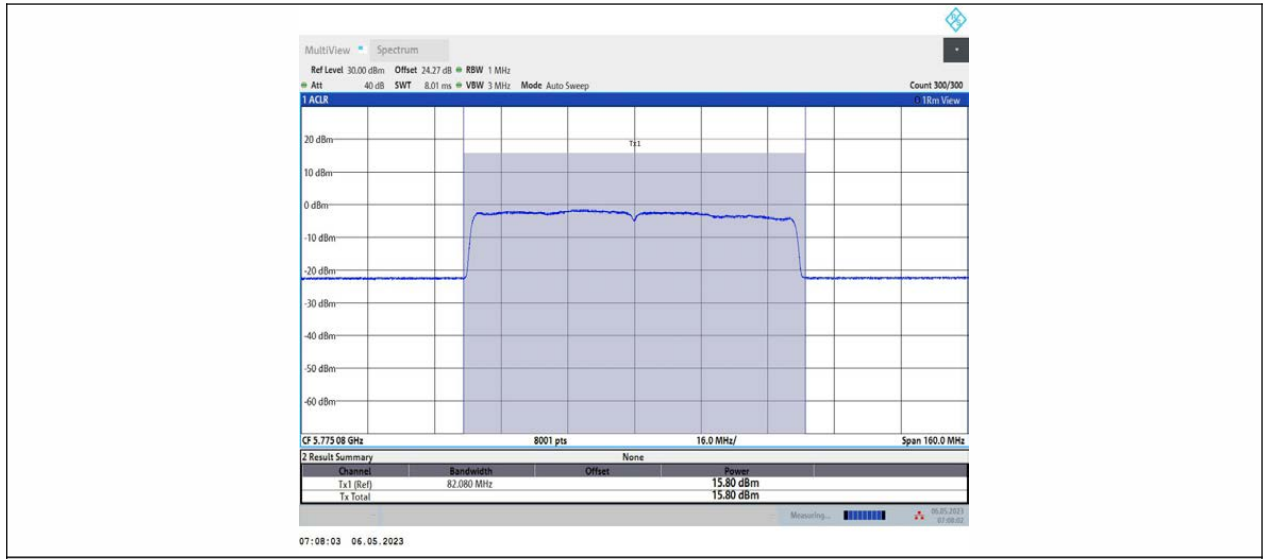 MultiView Spectrum
Ref Level 30.00 dBm Offset 24.27 dB RBW 1 MHz
Att 40 dB SWT 8.01 ms VBW 3 MHz Mode Auto Sweep Count 300/300
1 ACLR 1Rm View
20 dBm
Tx1
10 dBm
0 dBm
-10 dBm
-20 dBm
-30 dBm
-40 dBm
-50 dBm
-60 dBm
CF 5.775 08 GHz 8001 pts 16.0 MHz/ Span 160.0 MHz
2 Result Summary None
Channel Bandwidth Offset Power
Tx1 (Ref) 82.080 MHz 15.80 dBm
Tx Total 15.80 dBm
Measuring... 06.05.2023
07:08:02
07:08:03 06.05.2023